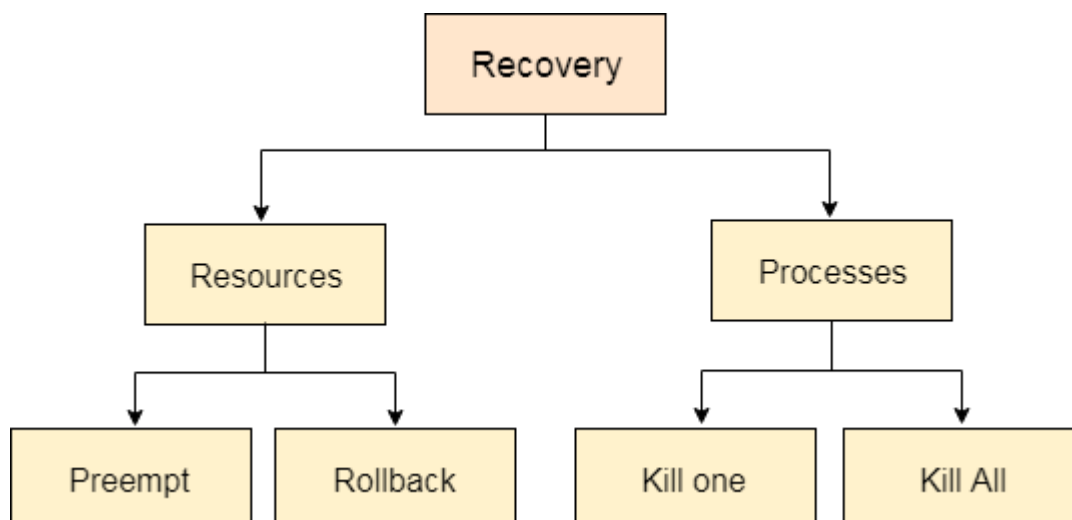 Recovery
Resources
Processes
Preempt
Rollback
Kill one
Kill All